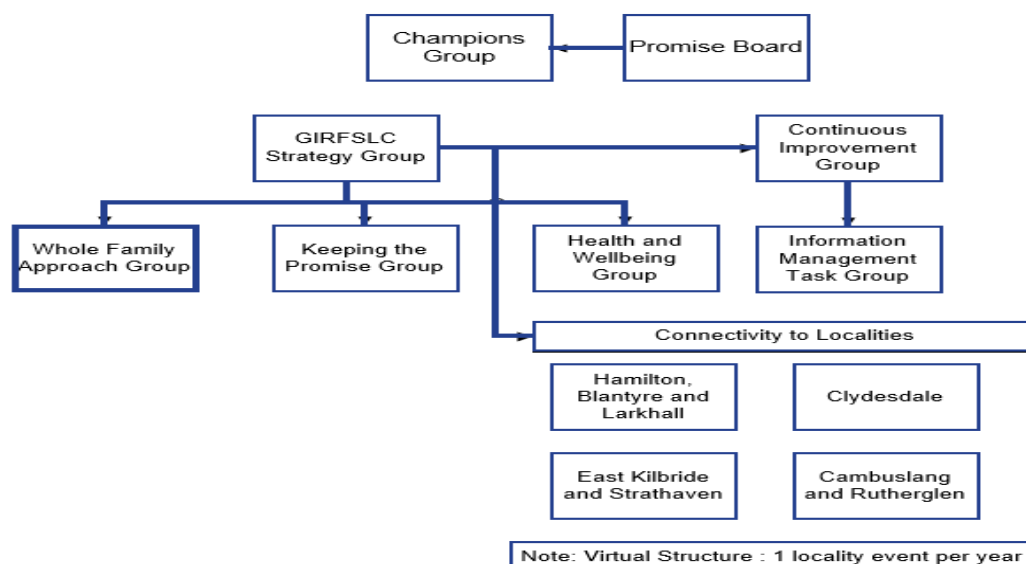 Champions
Group
Promise Board
GIRFSLC
Strategy Group
Continuous
Improvement
Group
Whole Family
Approach Group
Keeping the
Promise Group
Health and
Wellbeing
Group
Information
Management
Task Group
Connectivity to Localities
Hamilton,
Blantyre and
Larkhall
Clydesdale
East Kilbride
and Strathaven
Cambuslang
and Rutherglen
Note: Virtual Structure : 1 locality event per year